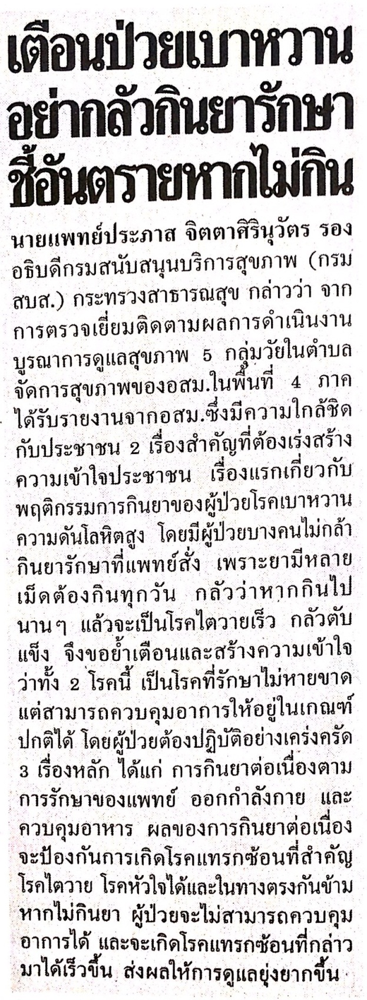 เตือนป่วยเบาหวาน
อย่ากลัวกินยารักษา
ชี้อันตรายหากไม่กิน
นายแพทย์ประภาส จิตตาศิรินุวัตร รอง
อธิบดีกรมสนับสนุนบริการสุขภาพ (กรม
สบส.) กระทรวงสาธารณสุข กล่าวว่า จาก
การตรวจเยี่ยมติดตามผลการดำเนินงาน
บูรณาการดูแลสุขภาพ 5 กลุ่มวัยในตำบล
จัดการสุขภาพของอสม.ในพื้นที่ 4 ภาค
ได้รับรายงานจากอสม.ซึ่งมีความใกล้ชิด
กับประชาชน 2 เรื่องสำคัญที่ต้องเร่งสร้าง
ความเข้าใจประชาชน เรื่องแรกเกี่ยวกับ
พฤติกรรมการกินยาของผู้ป่วยโรคเบาหวาน
ความดันโลหิตสูง โดยมีผู้ป่วยบางคนไม่กล้า
กินยารักษาที่แพทย์สั่ง เพราะยามีหลาย
เม็ดต้องกินทุกวัน กลัวว่าหากกินไป
นานๆ แล้วจะเป็นโรคไตวายเร็ว กลัวตับ
แข็ง จึงขอย้ำเตือนและสร้างความเข้าใจ
ว่าทั้ง 2 โรคนี้ เป็นโรคที่รักษาไม่หายขาด
แต่สามารถควบคุมอาการให้อยู่ในเกณฑ์
ปกติได้ โดยผู้ป่วยต้องปฏิบัติอย่างเคร่งครัด
3 เรื่องหลัก ได้แก่ การกินยาต่อเนื่องตาม
การรักษาของแพทย์ ออกกำลังกาย และ
ควบคุมอาหาร ผลของการกินยาต่อเนื่อง
จะป้องกันการเกิดโรคแทรกซ้อนที่สำคัญ
โรคไตวาย โรคหัวใจได้และในทางตรงกันข้าม
หากไม่กินยา ผู้ป่วยจะไม่สามารถควบคุม
อาการได้ และจะเกิดโรคแทรกซ้อนที่กล่าว
มาได้เร็วขึ้น ส่งผลให้การดูแลยุ่งยากขึ้น